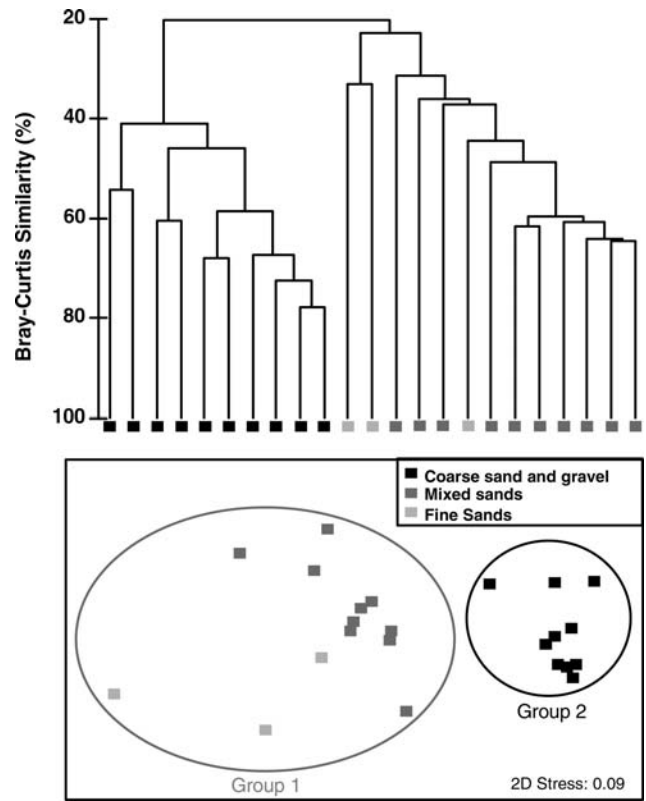 20
40
60
80
100
Bray-Curtis Similarity (%)
Coarse sand and gravel
Mixed sands
Fine Sands
Group 2
Group 1
2D Stress: 0.09